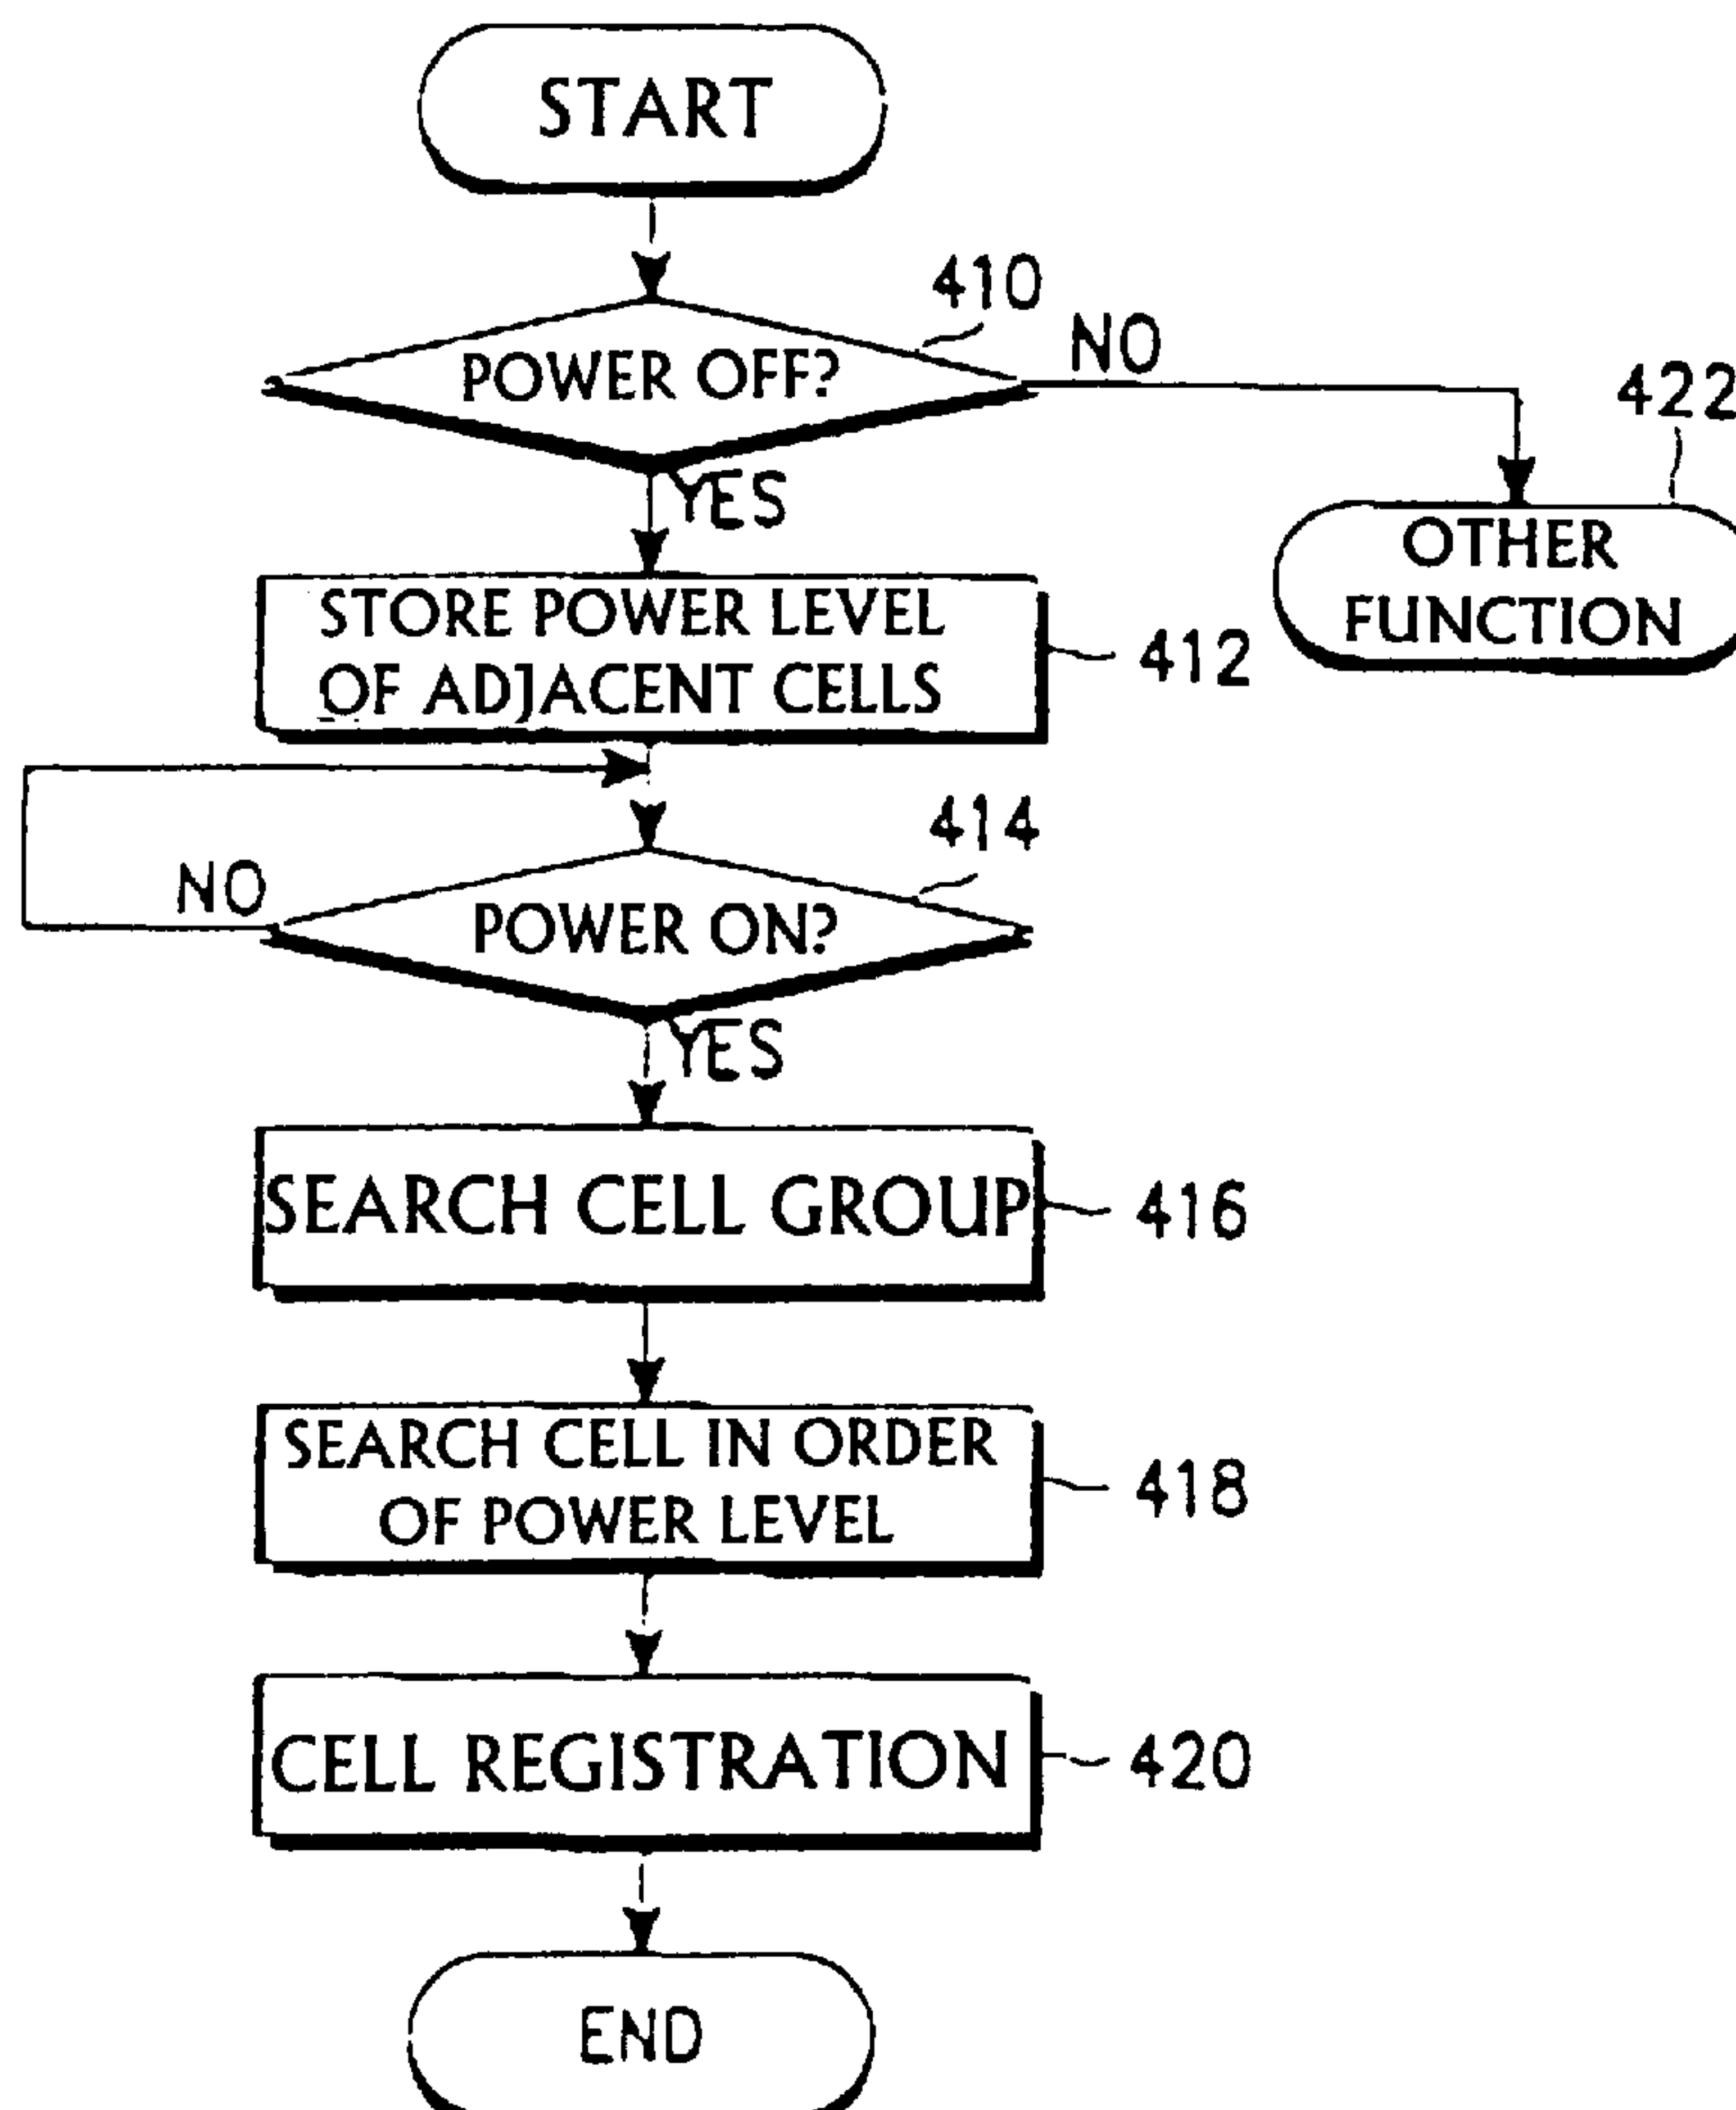 START
410
POWER OFF?
NO
422
YES
OTHER
FUNCTION
STORE POWER LEVEL
OF ADJACENT CELLS
412
414
NO
POWER ON?
YES
SEARCH CELL GROUP
416
SEARCH CELL IN ORDER
OF POWER LEVEL
418
CELL REGISTRATION
420
END